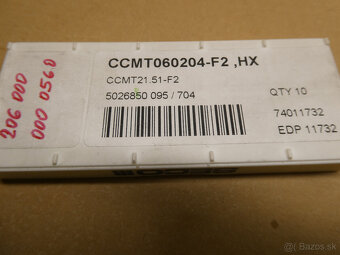 206 000
000 0560
CCMT060204-F2 ,HX
CCMT21.51-F2
5026850 095 / 704
QTY 10
74011732
EDP 11732
SECO
Bazos.sk